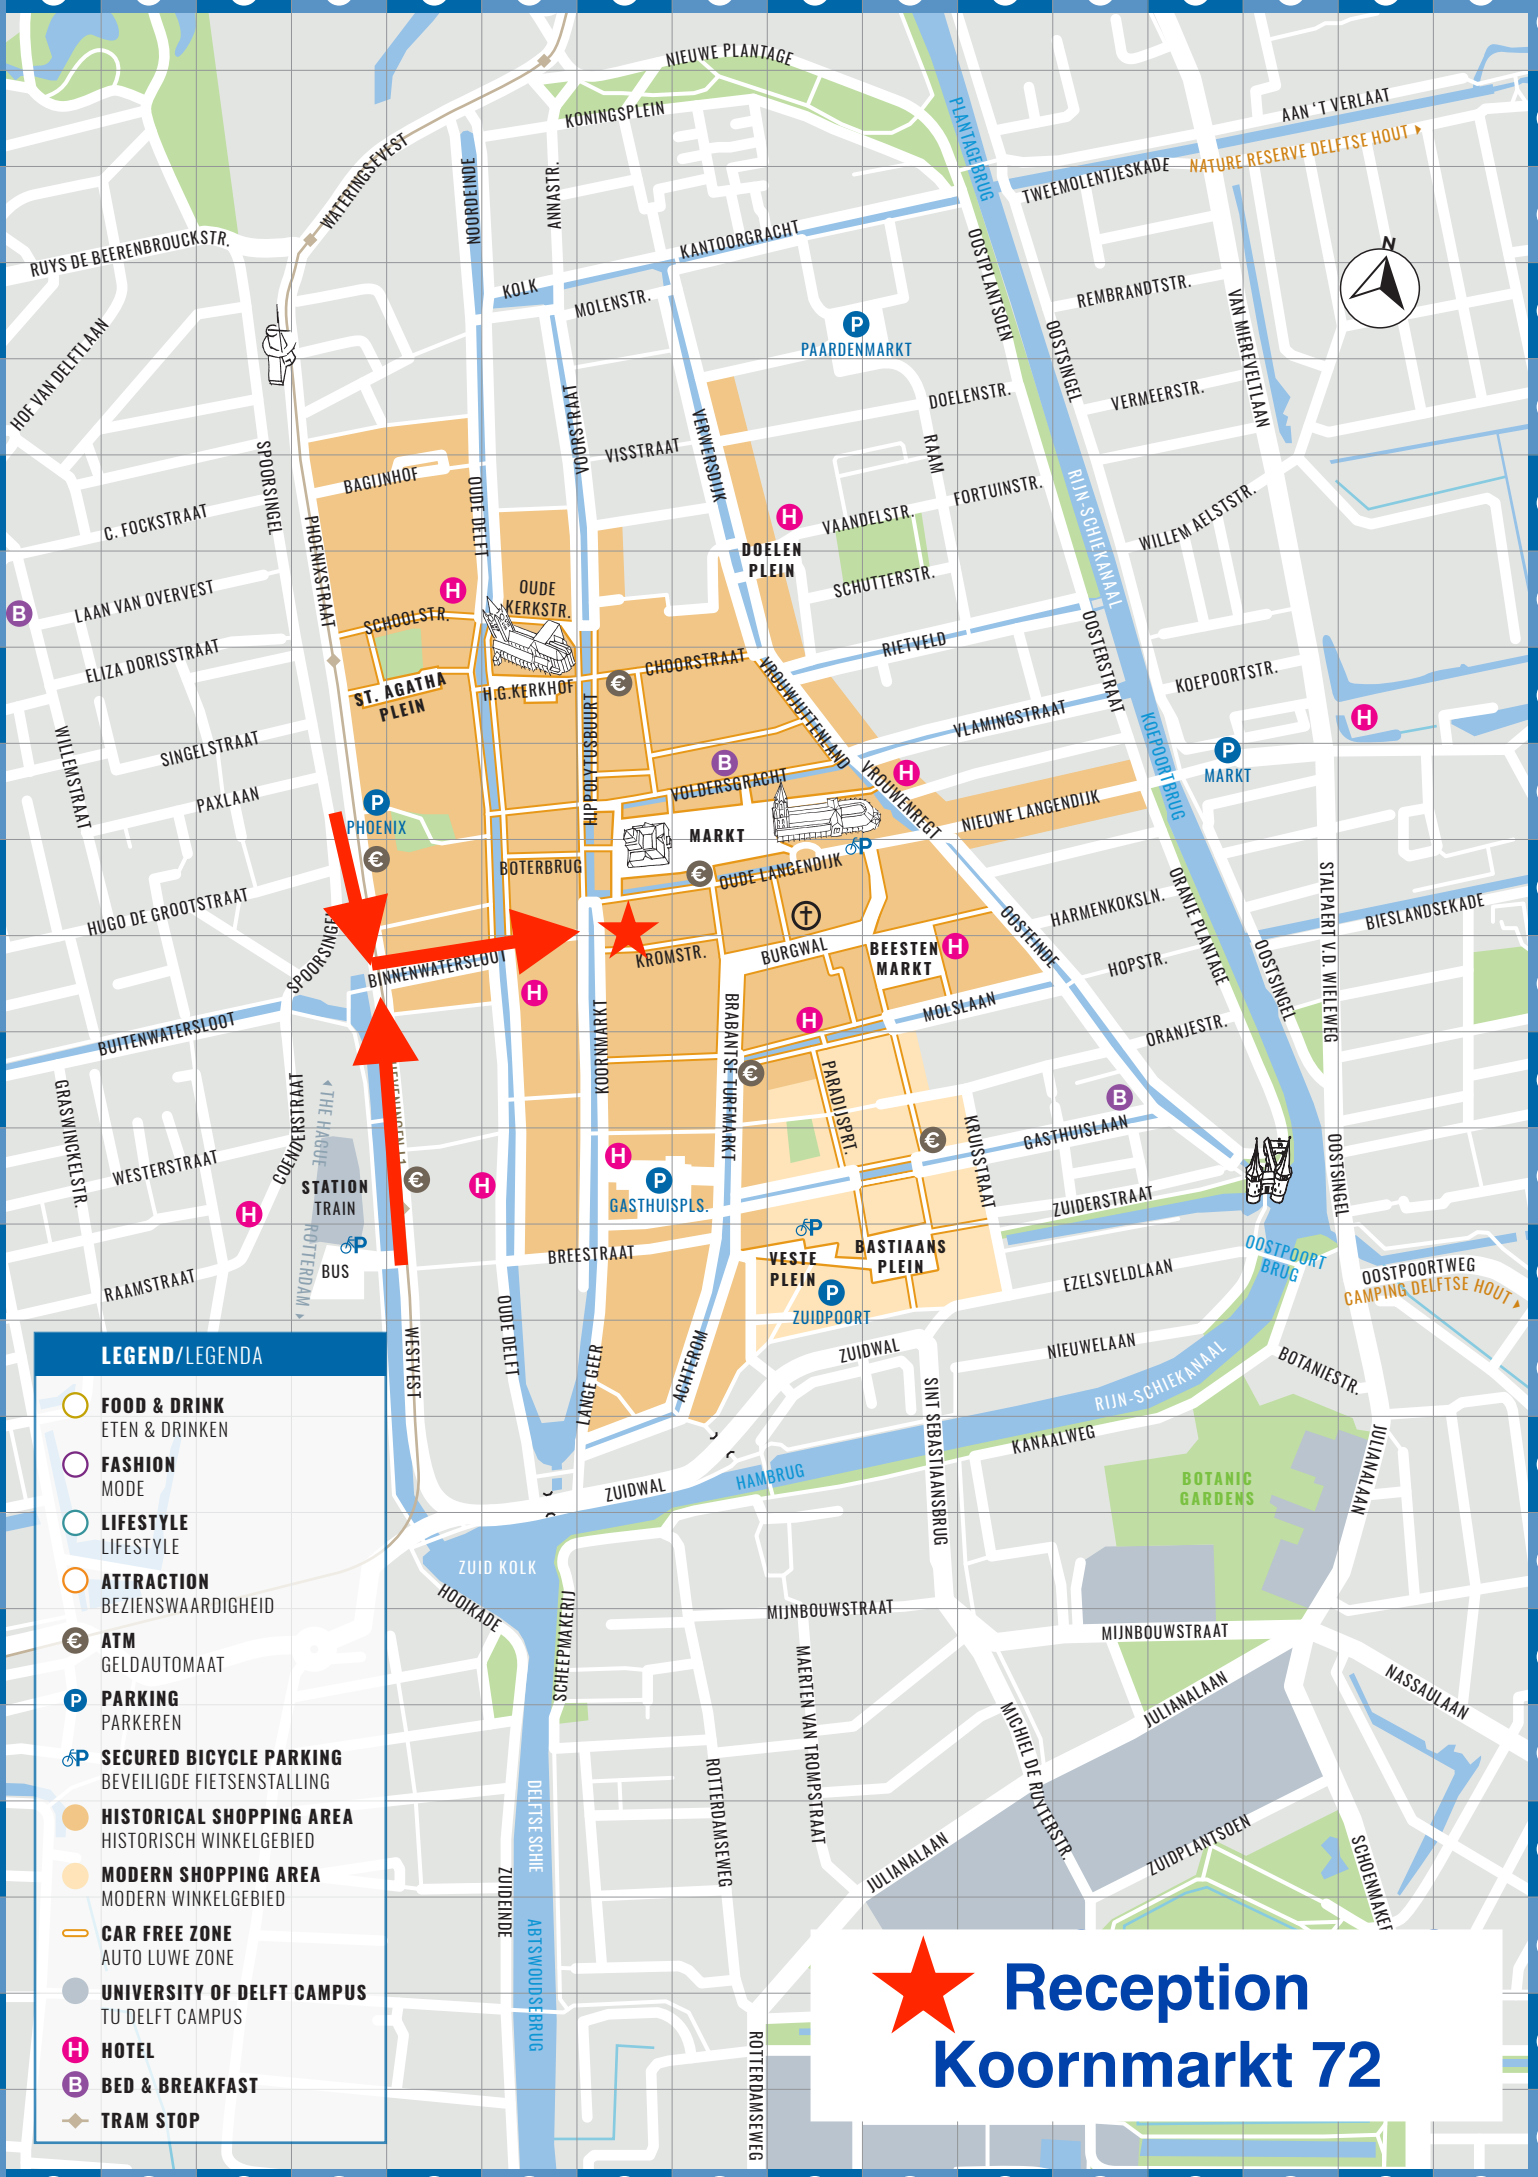 NIEUWE PLANTAGE
KONINGSPLEIN
PLANTAGEBRUG
AAN 'T VERLAAT
NATURE RESERVE DELFTSE HOUT
TWEEMOLENTJESKADE
WATERINGSEVEST
NOORDEINDE
ANNASTR.
RUYS DE BEERENBROUCKSTR.
KANTOORGRACHT
OOSTPLANTSOEN
N
KOLK
MOLENSTR.
REMBRANDTSTR.
VAN MIEREVELTLAAN
HOF VAN DELFTLAAN
P
PAARDENMARKT
OOSTSINGEL
DOELENSTR.
VERMEERSTR.
VOORSTRAAT
VERWERSDIJK
VISSTRAAT
RAAM
SPOORSINGEL
BAGIJNHOF
OUDE DELFT
FORTUINSTR.
RIJN-SCHIEKANAAL
WILLEM AELSTSTR.
C. FOCKSTRAAT
PHOENIXSTRAAT
H
VAANDELSTR.
DOELEN
PLEIN
SCHUTTERSTR.
B
LAAN VAN OVERVEST
H
OUDE
KERKSTR.
SCHOOLSTR.
OOSTERSTRAAT
ELIZA DORISSTRAAT
RIETVELD
CHOORSTRAAT
VROUWJUTTENLAND
KOEPOORTSTR.
ST. AGATHA
PLEIN
H.G.KERKHOF
€
HIPPOLYTUSBUURT
VLAMINGSTRAAT
KOEPOORTBRUG
H
WILLEMSTRAAT
SINGELSTRAAT
B
VOLDERSGRACHT
VROUWENREGT
H
P
MARKT
PAXLAAN
P
PHOENIX
MARKT
NIEUWE LANGENDIJK
P
€
BOTERBRUG
€
OUDE LANGENDIJK
ORANJE PLANTAGE
STALPAERT V.D. WIELEWEG
HUGO DE GROOTSTRAAT
HARMENKOKSLN.
BIESLANDSEKADE
OOSTEINDE
SPOORSINGEL
BINNENWATERSLOOT
KROMSTR.
BURGWAL
BEESTEN
MARKT
H
HOPSTR.
OOSTSINGEL
H
BUITENWATERSLOOT
KOORNMARKT
BRABANTSE TURFMARKT
H
MOLSLAAN
ORANJESTR.
€
PARADIJSPRT.
GRASWINCKELSTR.
COENDERSTRAAT
THE HAGUE
B
KRUISSTRAAT
GASTHUISLAAN
€
OOSTSINGEL
WESTERSTRAAT
STATION
TRAIN
€
H
H
P
GASTHUISPLS.
ZUIDERSTRAAT
H
ROTTERDAM
P
BUS
BREESTRAAT
P
VESTE
PLEIN
BASTIAANS
PLEIN
OOSTPOORT
BRUG
OOSTPOORTWEG
CAMPING DELFTSE HOUT
EZELSVELDLAAN
RAAMSTRAAT
P
ZUIDPOORT
OUDE DELFT
WESTVEST
LANGE GEER
ACHTEROM
ZUIDWAL
NIEUWELAAN
BOTANIESTR.
RIJN-SCHIEKANAAL
SINT SEBASTIAANSBRUG
KANAALWEG
JULIANALAAN
HAMBRUG
ZUIDWAL
BOTANIC
GARDENS
ZUID KOLK
HOOIKADE
SCHEEPMAKERIJ
MIJNBOUWSTRAAT
MIJNBOUWSTRAAT
MAERTEN VAN TROMPSTRAAT
NASSAULAAN
JULIANALAAN
MICHIEL DE RUYTERSTR.
ROTTERDAMSEWEG
DELFTSE SCHIE
JULIANALAAN
ZUIDPLANTSOEN
SCHOENMAKER
ZUIDEINDE
ABTSWOUDSEBRUG
ROTTERDAMSEWEG
LEGEND/LEGENDA
FOOD & DRINK
ETEN & DRINKEN
FASHION
MODE
LIFESTYLE
LIFESTYLE
ATTRACTION
BEZIENSWAARDIGHEID
€ ATM
GELDAUTOMAAT
P PARKING
PARKEREN
P SECURED BICYCLE PARKING
BEVEILIGDE FIETSENSTALLING
HISTORICAL SHOPPING AREA
HISTORISCH WINKELGEBIED
MODERN SHOPPING AREA
MODERN WINKELGEBIED
CAR FREE ZONE
AUTO LUWE ZONE
UNIVERSITY OF DELFT CAMPUS
TU DELFT CAMPUS
H HOTEL
B BED & BREAKFAST
TRAM STOP
Reception
Koornmarkt 72